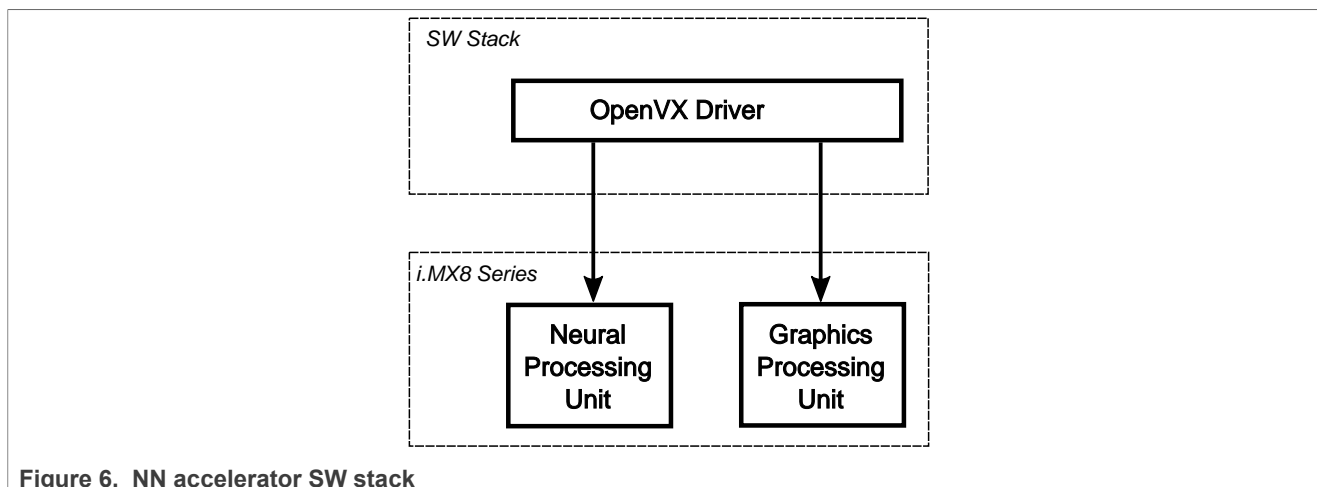 SW Stack
OpenVX Driver
i.MX8 Series
Neural
Processing
Unit
Graphics
Processing
Unit
Figure 6. NN accelerator SW stack